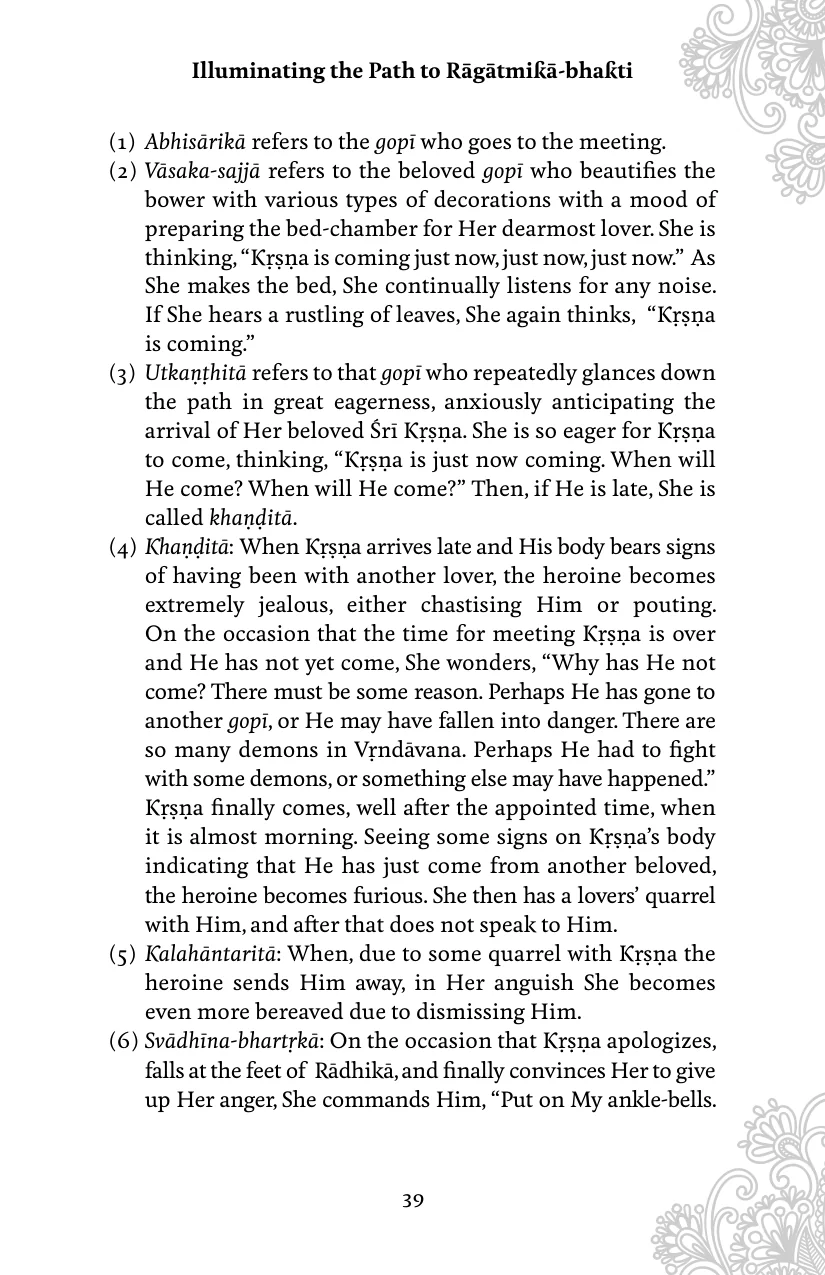 Illuminating the Path to Rāgātmikā-bhakti
(1) Abhisārikā refers to the gopī who goes to the meeting.
(2) Vāsaka-sajjā refers to the beloved gopī who beautifies the
bower with various types of decorations with a mood of
preparing the bed-chamber for Her dearmost lover. She is
thinking, “Kṛṣṇa is coming just now, just now, just now.” As
She makes the bed, She continually listens for any noise.
If She hears a rustling of leaves, She again thinks, “Kṛṣṇa
is coming.”
(3) Utkaṇṭhitā refers to that gopī who repeatedly glances down
the path in great eagerness, anxiously anticipating the
arrival of Her beloved Śrī Kṛṣṇa. She is so eager for Kṛṣṇa
to come, thinking, “Kṛṣṇa is just now coming. When will
He come? When will He come?” Then, if He is late, She is
called khaṇḍitā.
(4) Khaṇḍitā: When Kṛṣṇa arrives late and His body bears signs
of having been with another lover, the heroine becomes
extremely jealous, either chastising Him or pouting.
On the occasion that the time for meeting Kṛṣṇa is over
and He has not yet come, She wonders, “Why has He not
come? There must be some reason. Perhaps He has gone to
another gopī, or He may have fallen into danger. There are
so many demons in Vṛndāvana. Perhaps He had to fight
with some demons, or something else may have happened.”
Kṛṣṇa finally comes, well after the appointed time, when
it is almost morning. Seeing some signs on Kṛṣṇa’s body
indicating that He has just come from another beloved,
the heroine becomes furious. She then has a lovers’ quarrel
with Him, and after that does not speak to Him.
(5) Kalahāntaritā: When, due to some quarrel with Kṛṣṇa the
heroine sends Him away, in Her anguish She becomes
even more bereaved due to dismissing Him.
(6) Svādhīna-bhartṛkā: On the occasion that Kṛṣṇa apologizes,
falls at the feet of Rādhikā, and finally convinces Her to give
up Her anger, She commands Him, “Put on My ankle-bells.
39